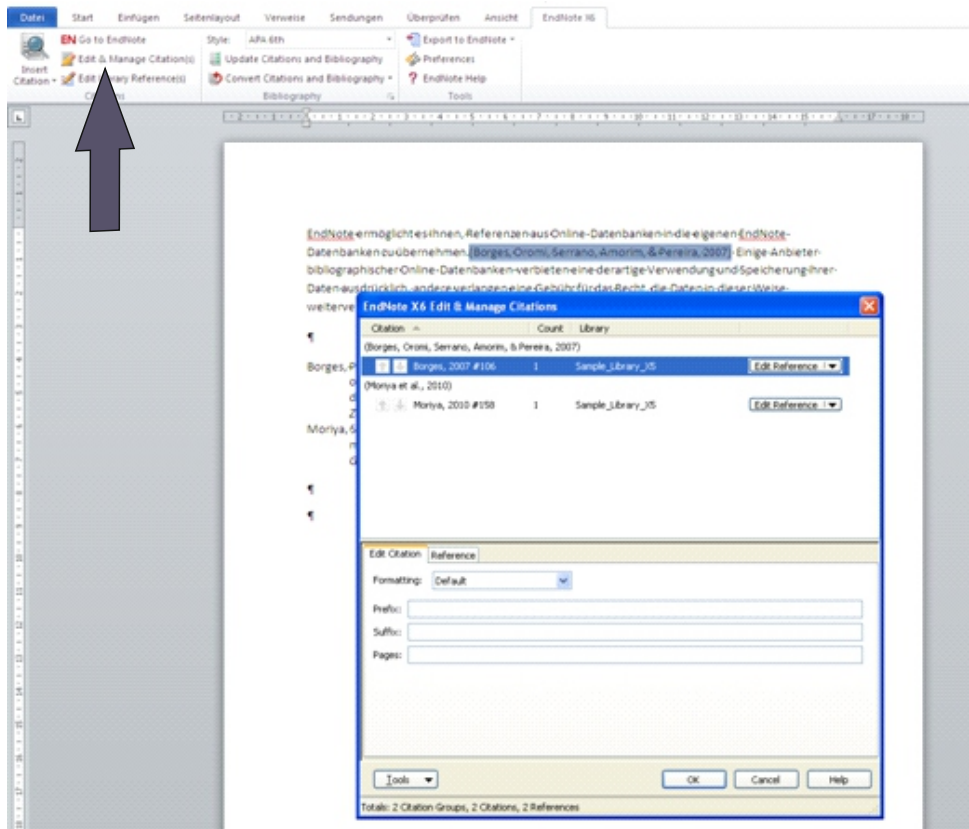 Datei Start Einfügen Seitenlayout Verweise Sendungen Überprüfen Ansicht EndNote X6
EN Go to EndNote Style: APA 6th Export to EndNote
Edit & Manage Citation(s) Update Citations and Bibliography Preferences
Insert Citation Edit Library Reference(s) Convert Citations and Bibliography ? EndNote Help
Bibliography Tools
EndNote ermöglicht es Ihnen, Referenzen aus Online-Datenbanken in die eigenen EndNote-
Datenbanken zu übernehmen. (Borges, Oromi, Serrano, Amorim, & Pereira, 2007) Einige Anbieter
bibliographischer Online-Datenbanken verbieten eine derartige Verwendung und Speicherung ihrer
Daten ausdrücklich, andere verlangen eine Gebühr für das Recht, die Daten in dieser Weise
weiterve
¶
Borges, P
Moriya, S
¶
¶
EndNote X6 Edit & Manage Citations
Citation Count Library
(Borges, Oromi, Serrano, Amorim, & Pereira, 2007)
Borges, 2007 #106 1 Sample_Library_X5 Edit Reference
(Moriya et al., 2010)
Moriya, 2010 #158 1 Sample_Library_X5 Edit Reference
Edit Citation Reference
Formatting: Default
Prefix:
Suffix:
Pages:
Tools OK Cancel Help
Totals: 2 Citation Groups, 2 Citations, 2 References